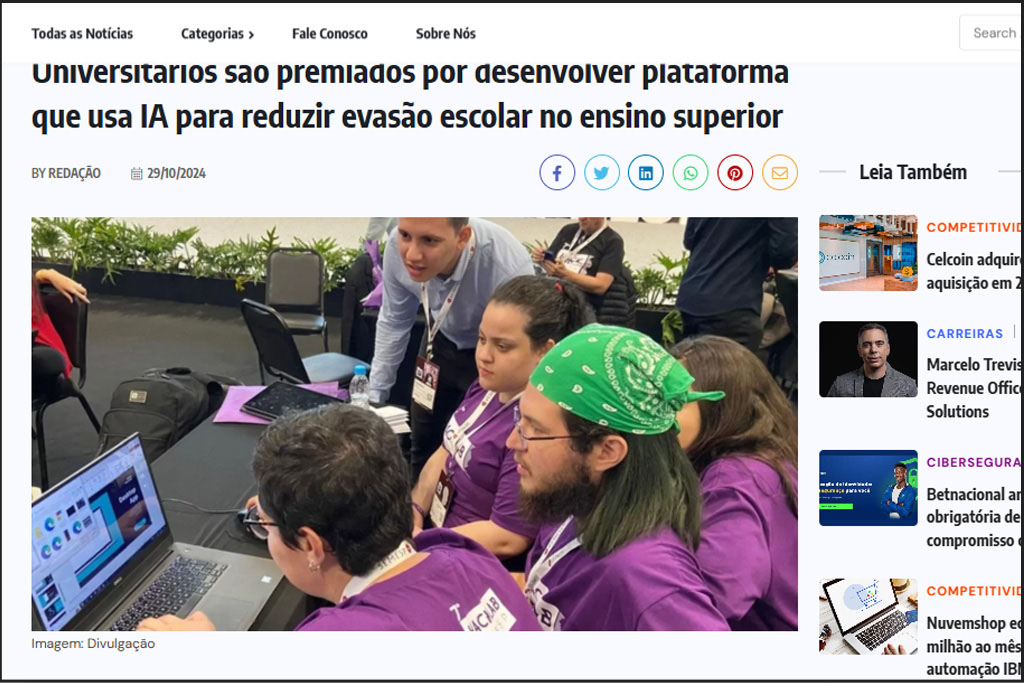 Todas as Notícias
Categorias
Fale Conosco
Sobre Nós
Search
Universitários são premiados por desenvolver plataforma
que usa IA para reduzir evasão escolar no ensino superior
BY REDAÇÃO
29/10/2024
Leia Também
COMPETITIVID
Celcoin adquire
aquisição em 2
CARREIRAS |
Marcelo Trevis
Revenue Office
Solutions
CIBERSEGURA
Betnacional an
obrigatória de
compromisso c
COMPETITIVID
Nuvemshop ec
milhão ao mês
automação IBM
Imagem: Divulgação